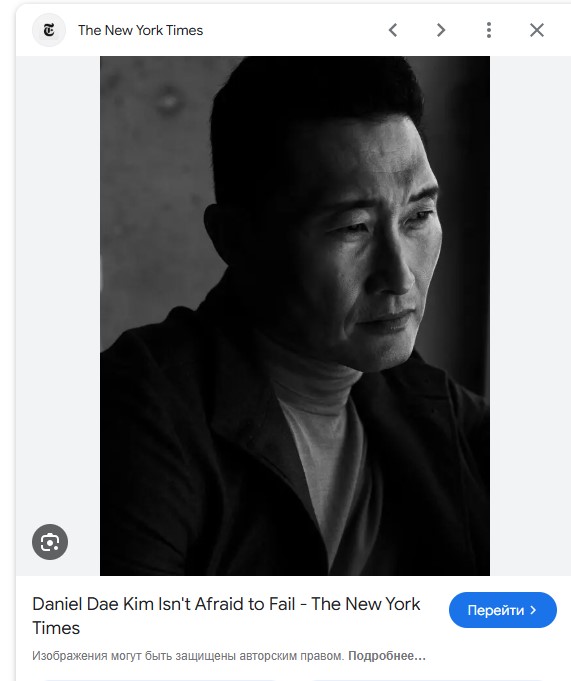 The New York Times
Daniel Dae Kim Isn't Afraid to Fail - The New York
Times
Перейти >
Изображения могут быть защищены авторским правом. Подробнее...